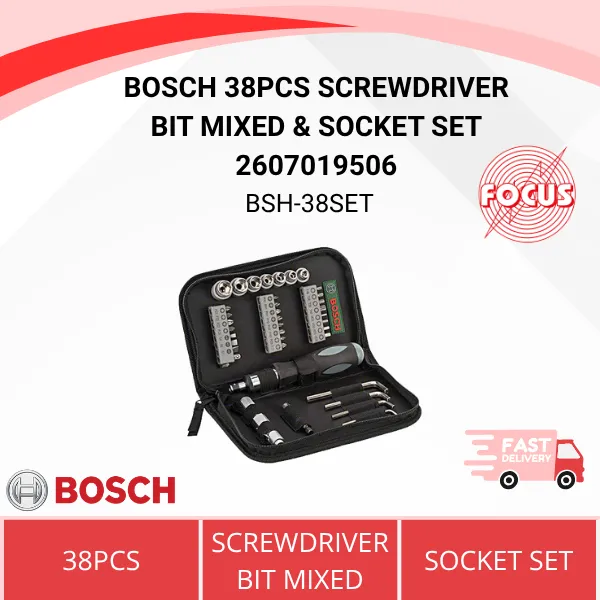 BOSCH 38PCS SCREWDRIVER
BIT MIXED & SOCKET SET
2607019506
BSH-38SET
FOCUS
BOSCH
FAST
DELIVERY
BOSCH
38PCS
SCREWDRIVER
BIT MIXED
SOCKET SET